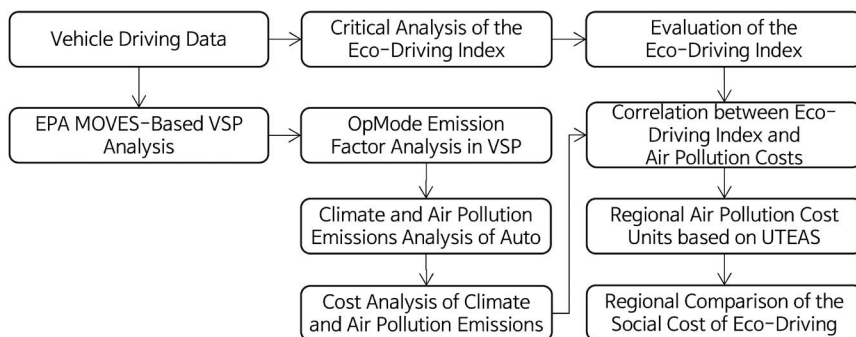 Vehicle Driving Data
Critical Analysis of the
Eco-Driving Index
Evaluation of the
Eco-Driving Index
EPA MOVES-Based VSP
Analysis
OpMode Emission
Factor Analysis in VSP
Correlation between Eco-
Driving Index and
Air Pollution Costs
Climate and Air Pollution
Emissions Analysis of Auto
Regional Air Pollution Cost
Units based on UTEAS
Cost Analysis of Climate
and Air Pollution Emissions
Regional Comparison of the
Social Cost of Eco-Driving